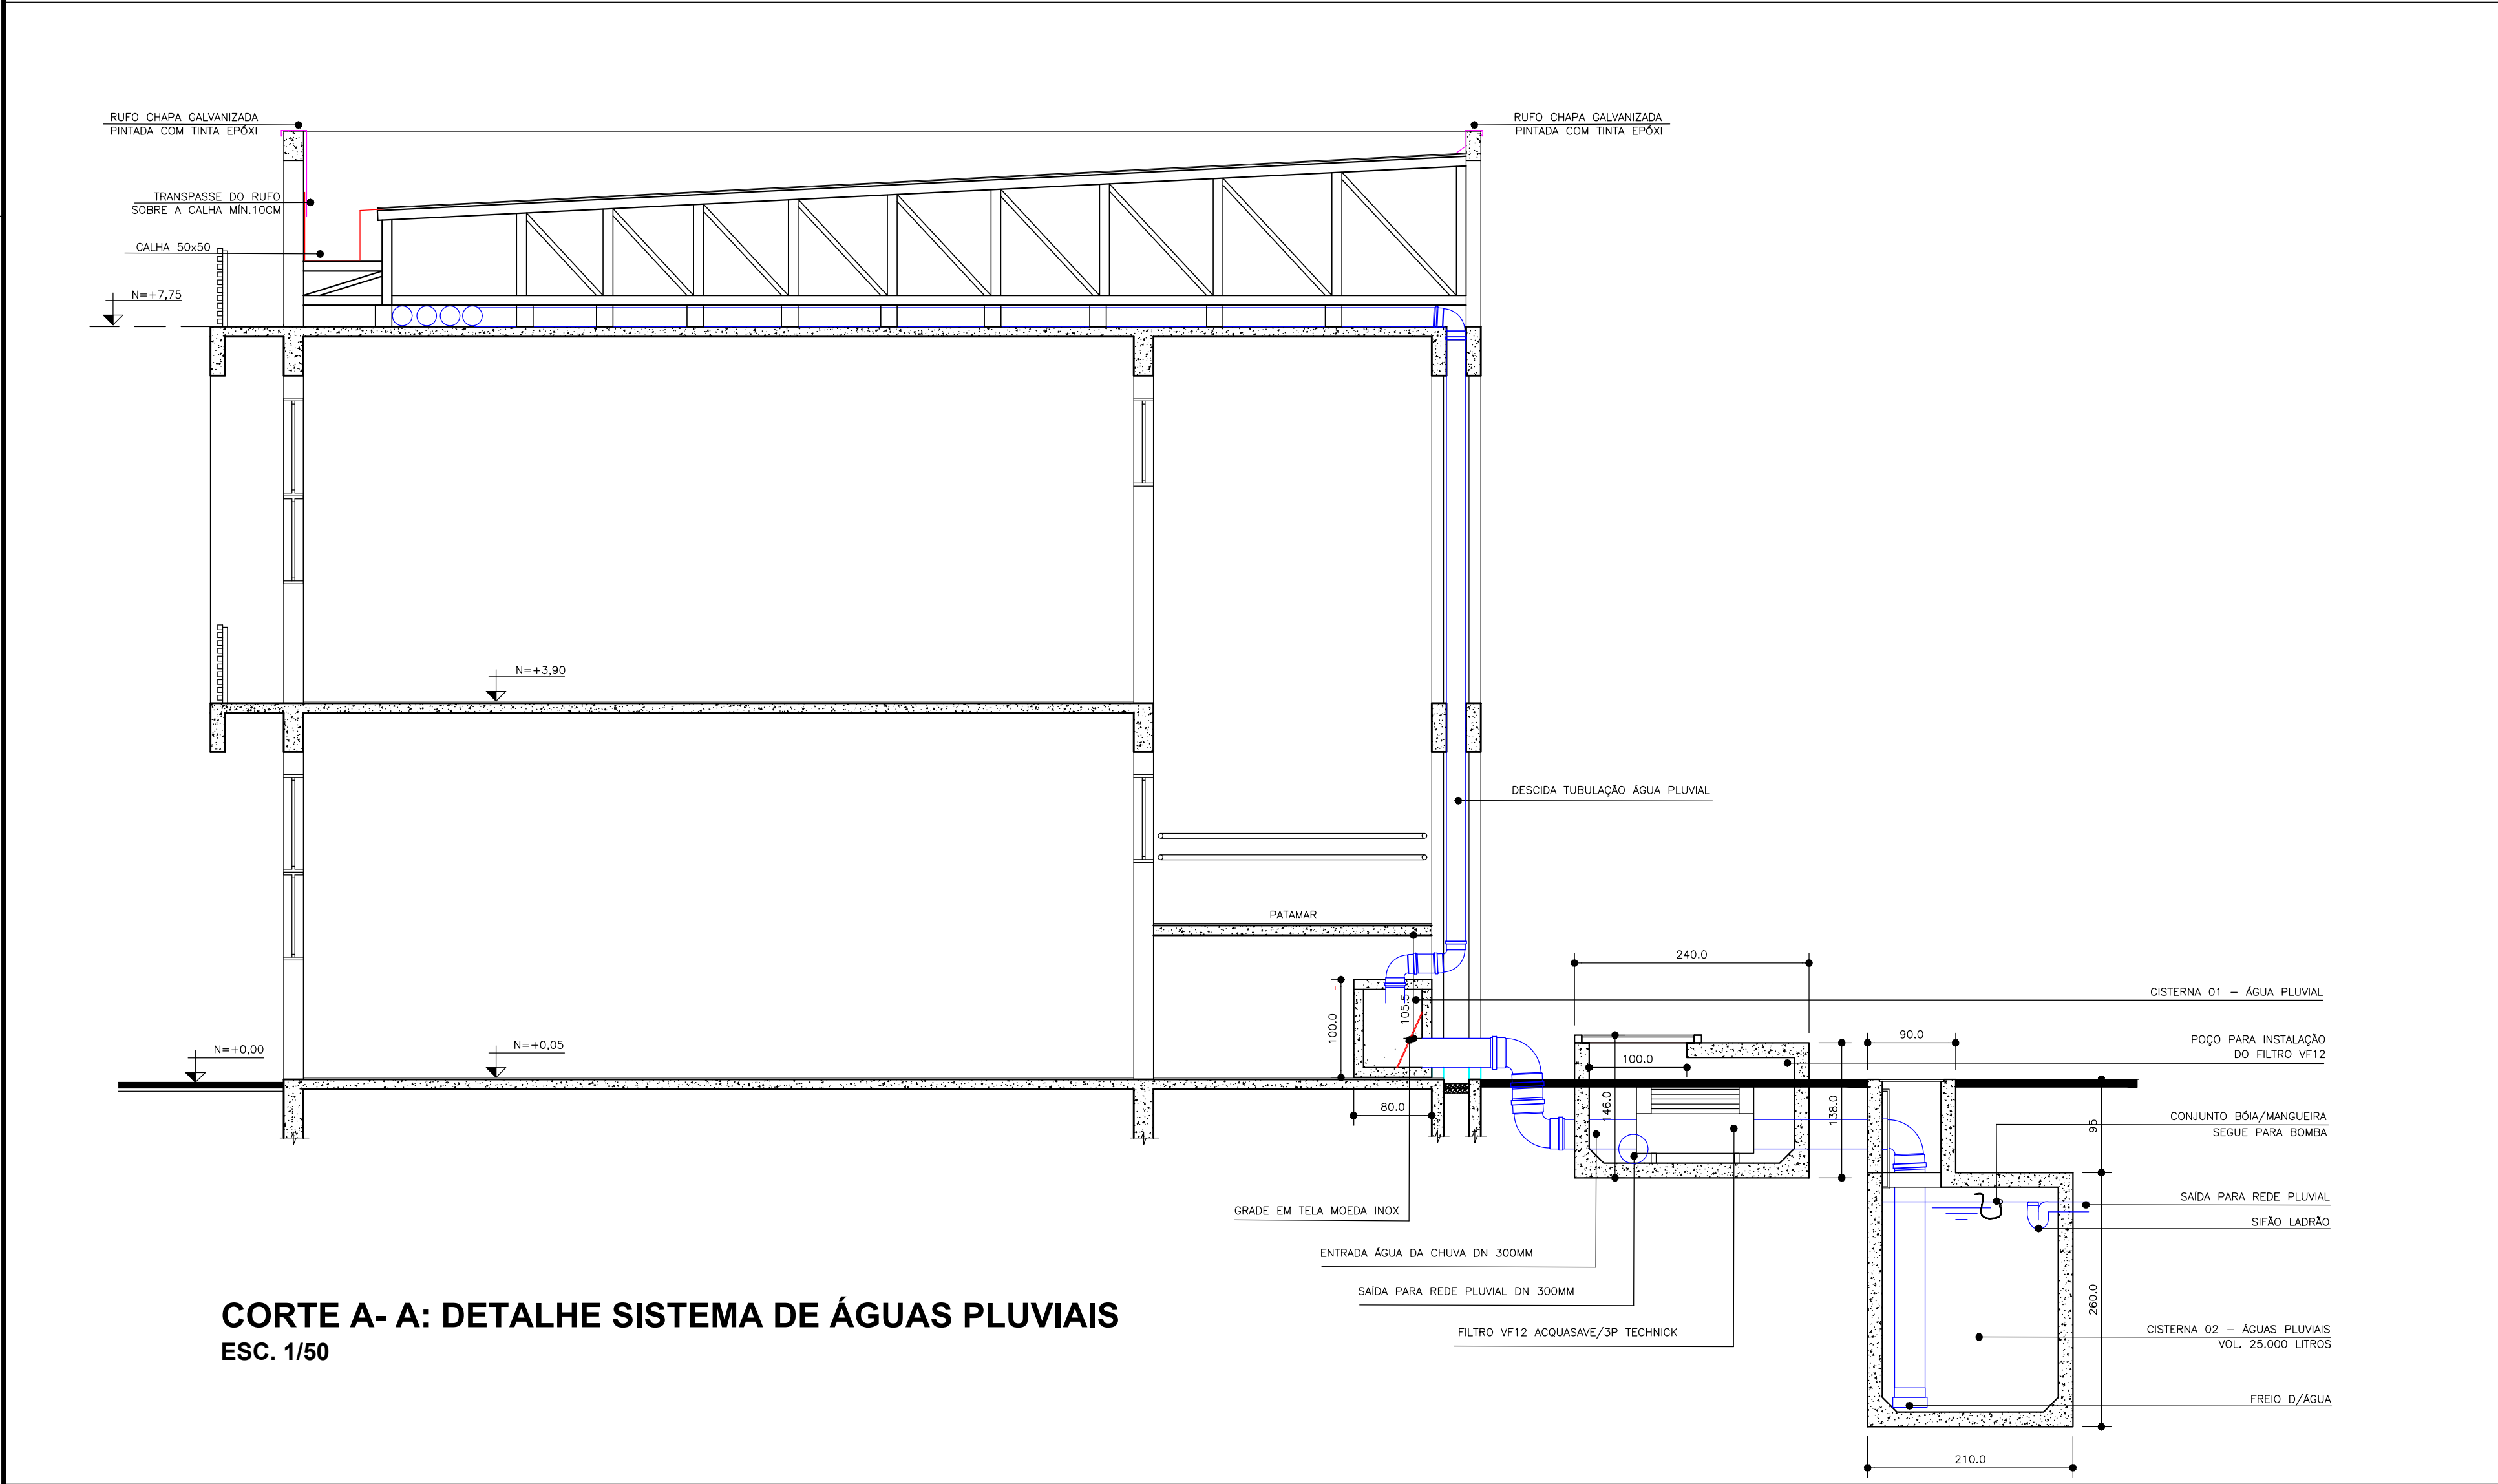 RUFO CHAPA GALVANIZADA
PINTADA COM TINTA EPÓXI
RUFO CHAPA GALVANIZADA
PINTADA COM TINTA EPÓXI
TRANSPASSE DO RUFO
SOBRE A CALHA MÍN.10CM
CALHA 50x50
N=+7,75
N=+3,90
DESCIDA TUBULAÇÃO ÁGUA PLUVIAL
PATAMAR
240.0
CISTERNA 01 – ÁGUA PLUVIAL
105.5
100.0
90.0
POÇO PARA INSTALAÇÃO
DO FILTRO VF12
N=+0,00
N=+0,05
100.0
80.0
146.0
138.0
95
CONJUNTO BÓIA/MANGUEIRA
SEGUE PARA BOMBA
SAÍDA PARA REDE PLUVIAL
SIFÃO LADRÃO
GRADE EM TELA MOEDA INOX
ENTRADA ÁGUA DA CHUVA DN 300MM
SAÍDA PARA REDE PLUVIAL DN 300MM
260.0
FILTRO VF12 ACQUASAVE/3P TECHNICK
CISTERNA 02 – ÁGUAS PLUVIAIS
VOL. 25.000 LITROS
FREIO D/ÁGUA
210.0
CORTE A- A: DETALHE SISTEMA DE ÁGUAS PLUVIAIS
ESC. 1/50